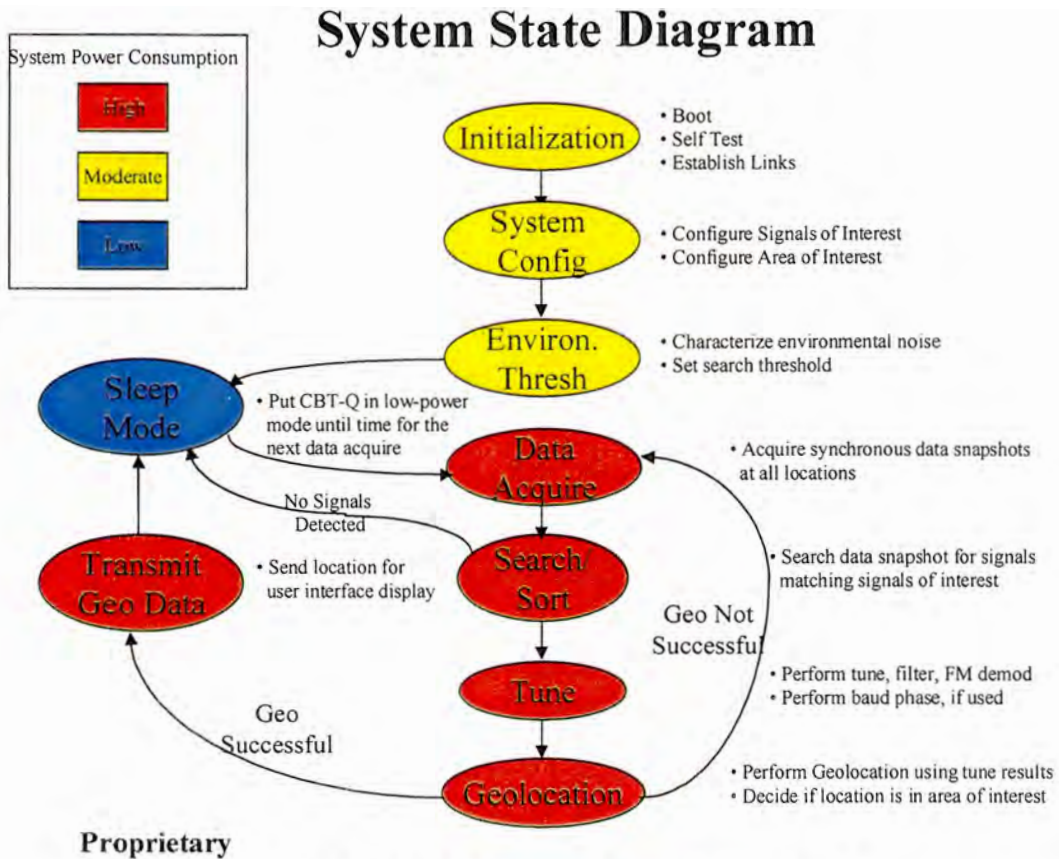 System State Diagram
System Power Consumption
High
Moderate
Low
Initialization
• Boot
• Self Test
• Establish Links
System
Config
• Configure Signals of Interest
• Configure Area of Interest
Environ.
Thresh
• Characterize environmental noise
• Set search threshold
Sleep
Mode
• Put CBT-Q in low-power
mode until time for the
next data acquire
Data
Acquire
• Acquire synchronous data snapshots
at all locations
No Signals
Detected
Search/
Sort
• Search data snapshot for signals
matching signals of interest
Transmit
Geo Data
• Send location for
user interface display
Geo Not
Successful
Tune
• Perform tune, filter, FM demod
• Perform baud phase, if used
Geo
Successful
Geolocation
• Perform Geolocation using tune results
• Decide if location is in area of interest
Proprietary